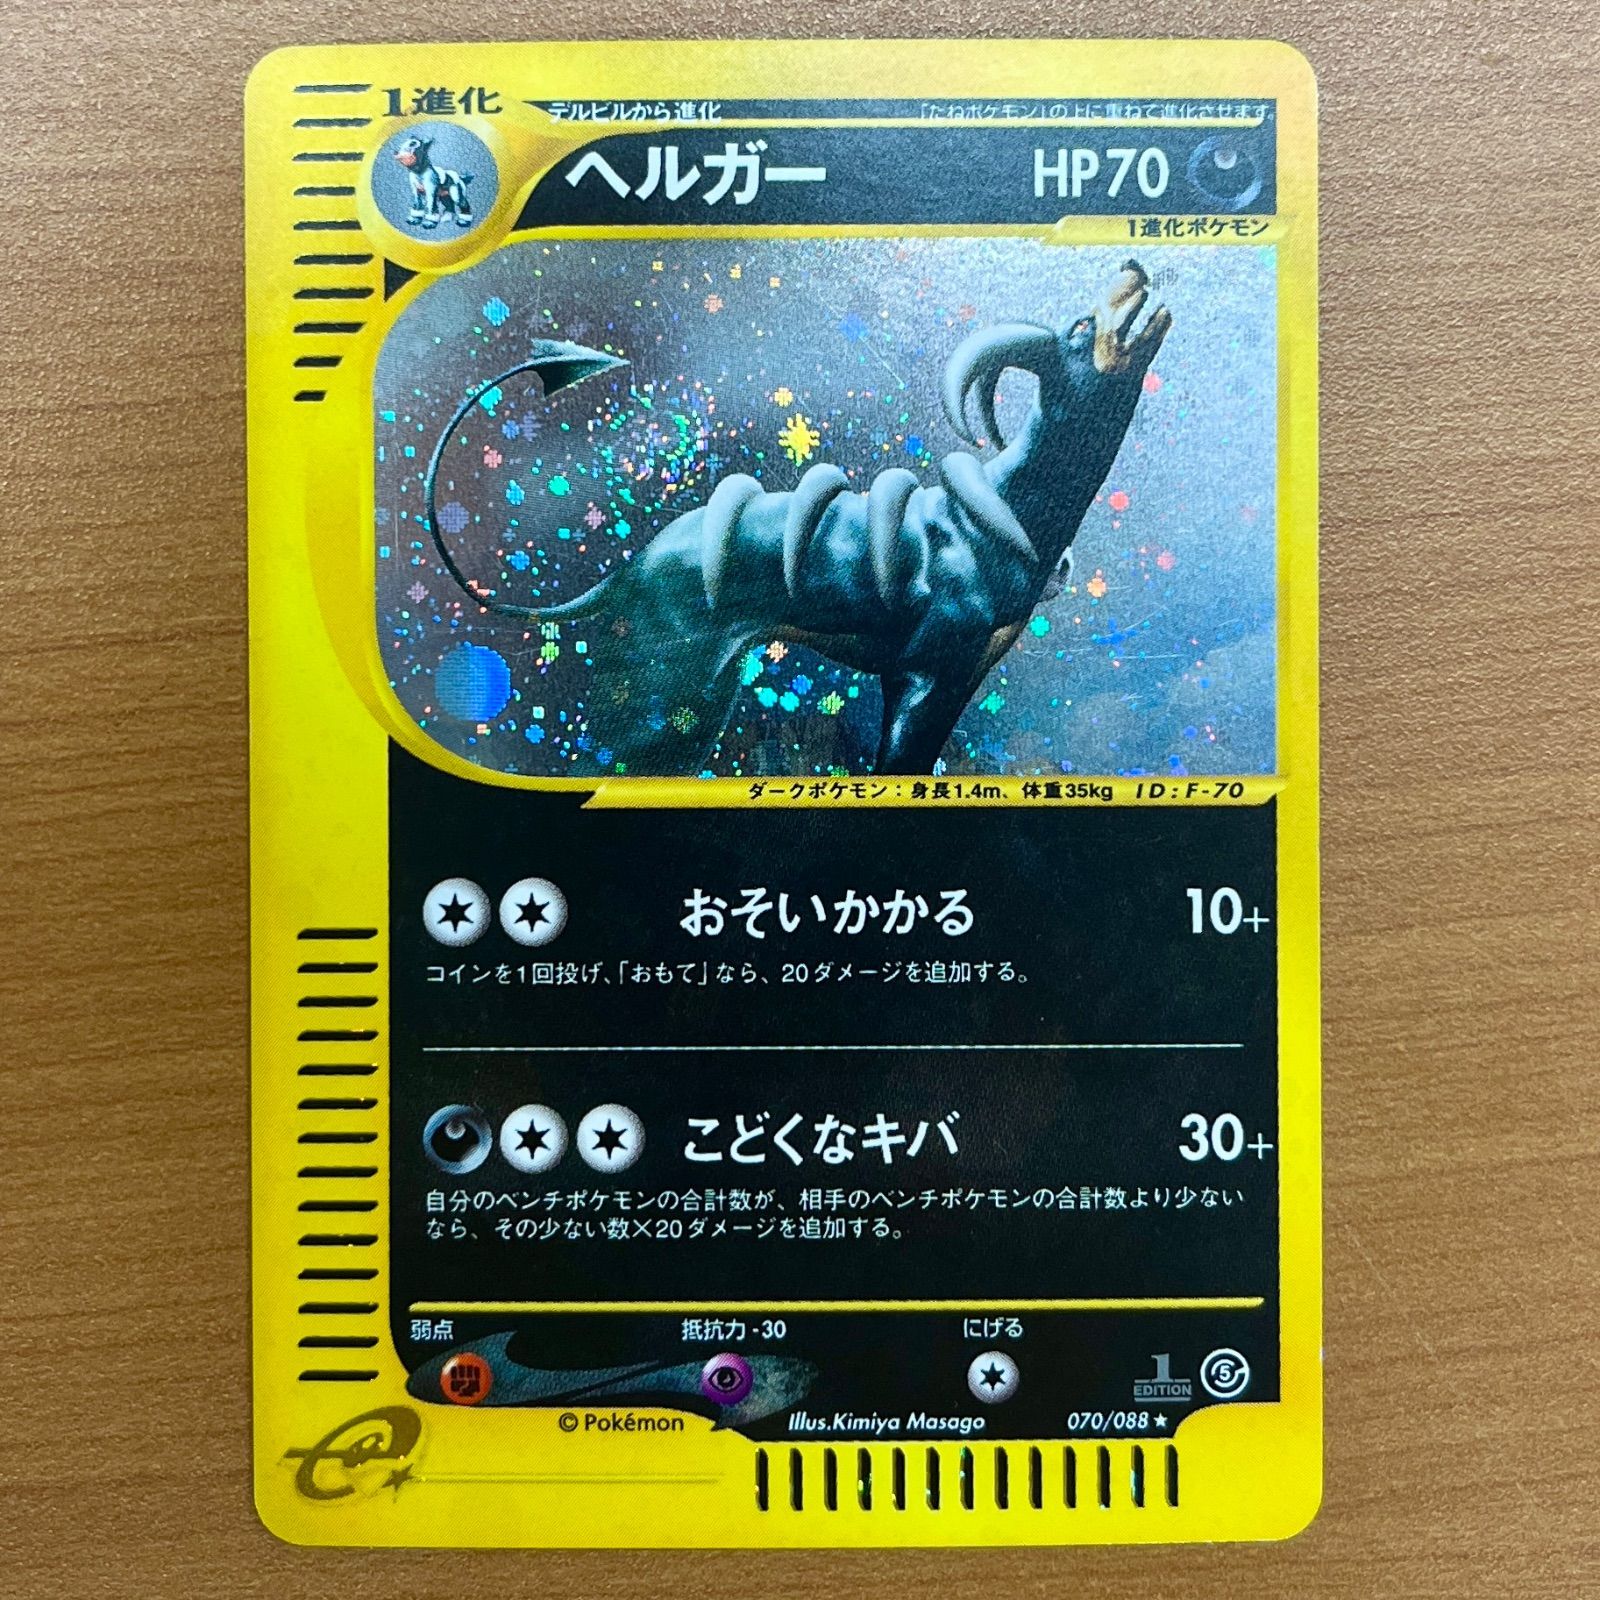 1進化
デルビルから進化
「たねポケモン」の上に重ねて進化させます。
ヘルガー HP70
1進化ポケモン
ダークポケモン：身長1.4m、体重35kg ID:F-70
おそいかかる 10+
コインを1回投げ、「おもて」なら、20ダメージを追加する。
こどくなキバ 30+
自分のベンチポケモンの合計数が、相手のベンチポケモンの合計数より少ない
なら、その少ない数×20ダメージを追加する。
弱点 抵抗力-30 にげる
1 EDITION 5
© Pokémon Illus.Kimiya Masago 070/088★
e